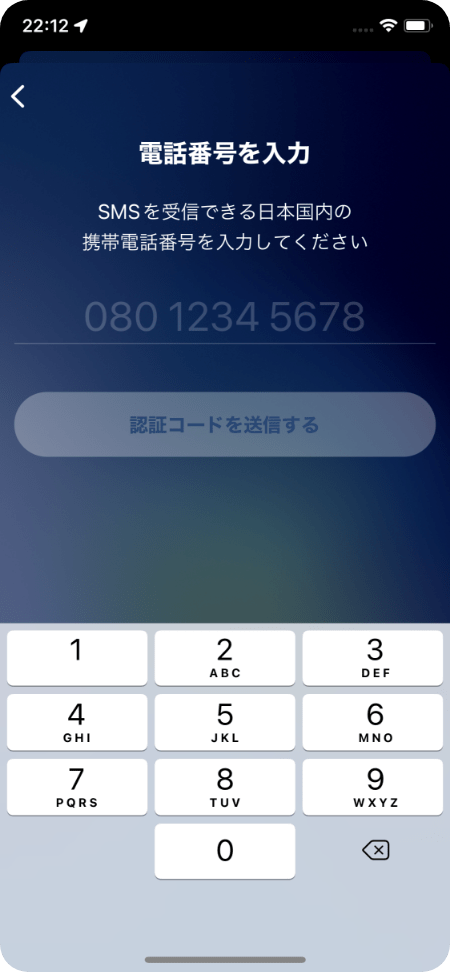 22:12
電話番号を入力
SMSを受信できる日本国内の
携帯電話番号を入力してください
080 1234 5678
認証コードを送信する
1
2
ABC
3
DEF
4
GHI
5
JKL
6
MNO
7
PQRS
8
TUV
9
WXYZ
0